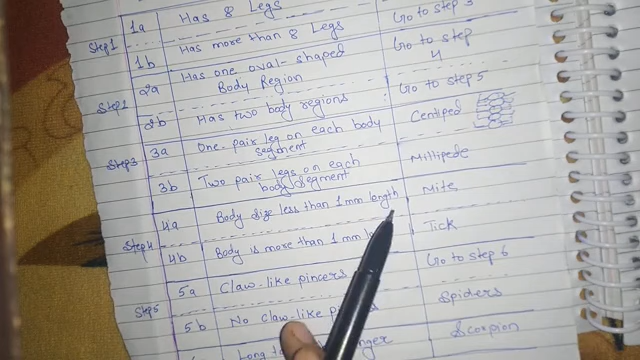 1a Has 8 Legs
Step1
1b Has more than 8 Legs Go to step 3
2a Has one oval-shaped Body Region Go to step 4
Step2
2b Has two body regions Go to step 5
3a One pair leg on each body segment Centiped
Step3
3b Two pair legs on each body segment Millipede
4a Body size less than 1 mm length Mite
Step4
4b Body is more than 1 mm Tick
5a Claw-like pincers Go to step 6
Step5
5b No claw-like Spiders
Long Scorpion